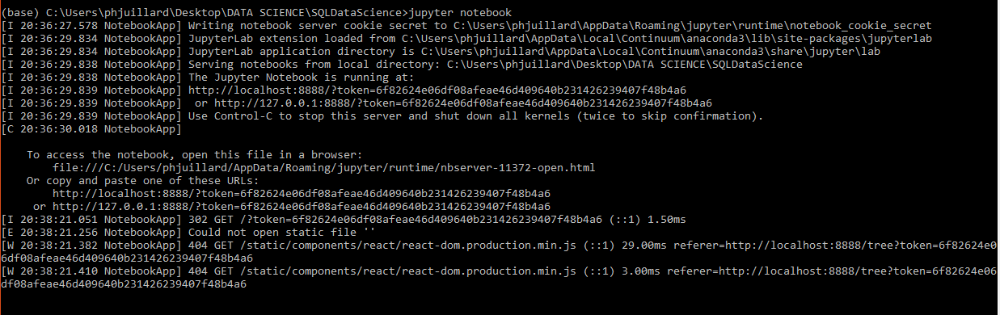 (base) C:\Users\phjuillard\Desktop\DATA SCIENCE\SQLDataScience>jupyter notebook
[I 20:36:27.578 NotebookApp] Writing notebook server cookie secret to C:\Users\phjuillard\AppData\Roaming\jupyter\runtime\notebook_cookie_secret
[I 20:36:29.834 NotebookApp] JupyterLab extension loaded from C:\Users\phjuillard\AppData\Local\Continuum\anaconda3\lib\site-packages\jupyterlab
[I 20:36:29.834 NotebookApp] JupyterLab application directory is C:\Users\phjuillard\AppData\Local\Continuum\anaconda3\share\jupyter\lab
[I 20:36:29.838 NotebookApp] Serving notebooks from local directory: C:\Users\phjuillard\Desktop\DATA SCIENCE\SQLDataScience
[I 20:36:29.838 NotebookApp] The Jupyter Notebook is running at:
[I 20:36:29.839 NotebookApp] http://localhost:8888/?token=6f82624e06df08afeae46d409640b231426239407f48b4a6
[I 20:36:29.839 NotebookApp]  or http://127.0.0.1:8888/?token=6f82624e06df08afeae46d409640b231426239407f48b4a6
[I 20:36:29.839 NotebookApp] Use Control-C to stop this server and shut down all kernels (twice to skip confirmation).
[C 20:36:30.018 NotebookApp]
To access the notebook, open this file in a browser:
file:///C:/Users/phjuillard/AppData/Roaming/jupyter/runtime/nbserver-11372-open.html
Or copy and paste one of these URLs:
http://localhost:8888/?token=6f82624e06df08afeae46d409640b231426239407f48b4a6
or http://127.0.0.1:8888/?token=6f82624e06df08afeae46d409640b231426239407f48b4a6
[I 20:38:21.051 NotebookApp] 302 GET /?token=6f82624e06df08afeae46d409640b231426239407f48b4a6 (::1) 1.50ms
[E 20:38:21.256 NotebookApp] Could not open static file ''
[W 20:38:21.382 NotebookApp] 404 GET /static/components/react/react-dom.production.min.js (::1) 29.00ms referer=http://localhost:8888/tree?token=6f82624e0
6df08afeae46d409640b231426239407f48b4a6
[W 20:38:21.410 NotebookApp] 404 GET /static/components/react/react-dom.production.min.js (::1) 3.00ms referer=http://localhost:8888/tree?token=6f82624e06
df08afeae46d409640b231426239407f48b4a6